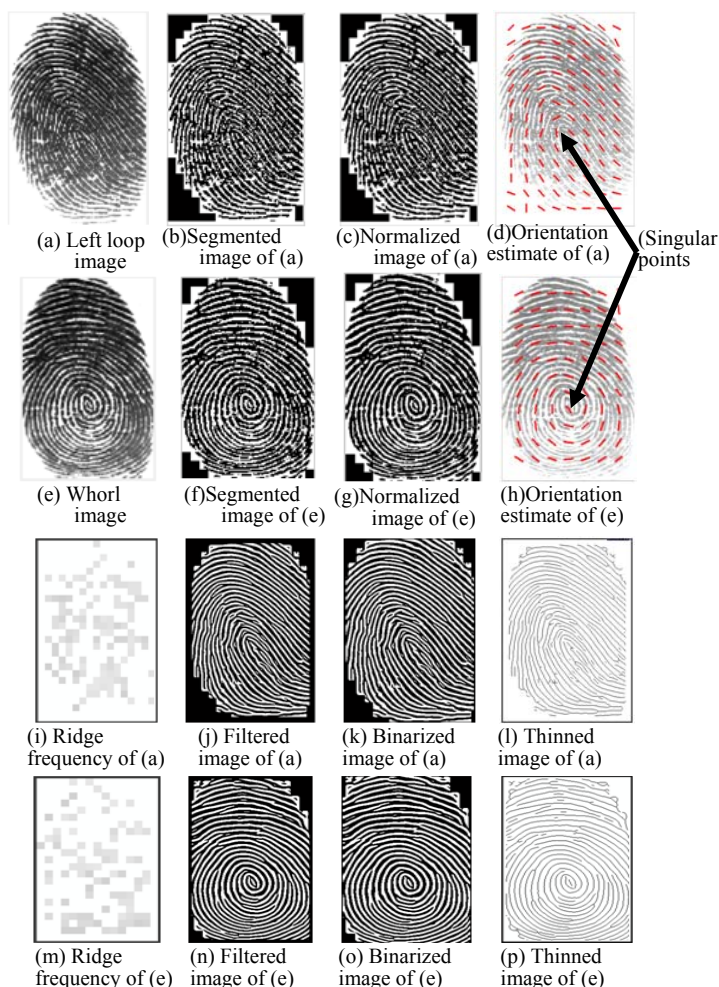 (a) Left loop
image
(b)Segmented
image of (a)
(c)Normalized
image of (a)
(d)Orientation
estimate of (a)
(Singular
points
(e) Whorl
image
(f)Segmented
image of (e)
(g)Normalized
image of (e)
(h)Orientation
estimate of (e)
(i) Ridge
frequency of (a)
(j) Filtered
image of (a)
(k) Binarized
image of (a)
(l) Thinned
image of (a)
(m) Ridge
frequency of (e)
(n) Filtered
image of (e)
(o) Binarized
image of (e)
(p) Thinned
image of (e)